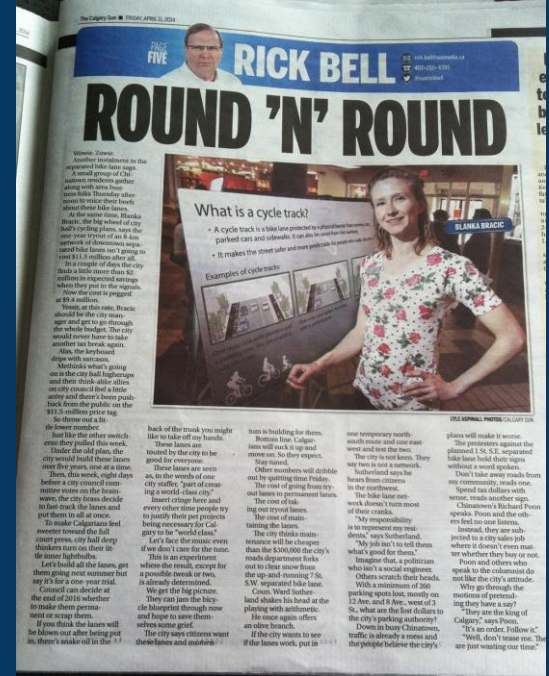 The Calgary Sun ■ FRIDAY, APRIL 11, 2014
PAGE
FIVE
RICK BELL
403-250-4305
ROUND 'N' ROUND
Wowie. Zowie.
Another instalment in the
separated bike lane saga.
A small group of Chi-
natown residents gather
along with area busi-
ness folks Thursday after-
noon to voice their beefs
about these bike lanes.
At the same time, Blanka
Bracic, the big wheel of city
hall's cycling plans, says the
one-year tryout of an
network of downtown sepa-
rated bike lanes isn't going to
cost $11.5 million after all.
In a couple of days the city
finds a little more than $2
million in expected savings
when they put in the signals.
Now the cost is pegged
at $9.4 million.
Yessir, at this rate, Bracic
should be the city man-
ager and get to go through
the whole budget. The city
would never have to take
another tax break again.
Alas, the keyboard
drips with sarcasm.
Methinks what's going
on is the city hall higherups
and their think-alike allies
on city council feel a little
antsy and there's been push-
back from the public on the
$11.5-million price tag.
So throw out a lit-
tle lower number.
Just like the other switch-
eroo they pulled this week.
Under the old plan, the
city would build these lanes
over five years, one at a time.
Then, this week, eight days
before a city council com-
mittee votes on the brain-
wave, the city brass decide
to fast-track the lanes and
put them in all at once.
To make Calgarians feel
sweeter toward the full
court press, city hall deep
thinkers turn on their lit-
tle inner lightbulbs.
Let's build all the lanes, get
them going next summer but
say it's for a one-year trial.
Council can decide at
the end of 2016 whether
to make them perma-
nent or scrap them.
If you think the lanes will
be blown out after being put
in, there's snake oil in the
What is a cycle track?
• A cycle track is a bike lane protected by a physical barrier
parked cars and sidewalks.
• It makes the street safer and more predictable for people who
Examples of cycle tracks:
BLANKA BRACIC
LYLE ASPINALL PHOTOS/CALGARY SUN
back of the trunk you might
like to take off my hands.
These lanes are
touted by the city to be
good for everyone.
These lanes are seen
as, in the words of one
city staffer, "part of creat-
ing a world-class city."
Insert cringe here and
every other time people try
to justify their pet projects
being necessary for Cal-
gary to be "world class."
Let's face the music even
if we don't care for the tune.
This is an experiment
where the result, except for
a possible tweak or two,
is already determined.
We get the big picture.
They can jam the bicy-
cle blueprint through now
and hope to save them-
selves some grief.
The city says citizens want
these lanes and
tum is building for them.
Bottom line. Calgar-
ians will suck it up and
move on. So they expect.
Stay tuned.
Other numbers will dribble
out by quitting time Friday.
The cost of going from try-
out lanes to permanent lanes.
The cost of tak-
ing out tryout lanes.
The cost of main-
taining the lanes.
The city thinks main-
tenance will be cheaper
than the $300,000 the city's
roads department forks
out to clear snow from
the up-and-running 7 St.
S.W. separated bike lane.
Coun. Ward Suther-
land shakes his head at the
playing with arithmetic.
He once again offers
an olive branch.
If the city wants to see
if the lanes work, put in
one temporary north-
south route and one east-
west and test the two.
The city is not keen. They
say two is not a network.
Sutherland says he
hears from citizens
in the northwest.
The bike lane net-
work doesn't turn most
of their cranks.
"My responsibility
is to represent my resi-
dents," says Sutherland.
"My job isn't to tell them
what's good for them."
Imagine that, a politician
who isn't a social engineer.
Others scratch their heads.
With a minimum of 260
parking spots lost, mostly on
12 Ave. and 8 Ave., west of 3
St., what are the lost dollars to
the city's parking authority?
Down in busy Chinatown,
traffic is already a mess and
the people believe the city's
plans will make it worse.
The protesters against the
planned 1 St. S.E. separated
bike lane hold their signs
without a word spoken.
Don't take away roads from
my community, reads one.
Spend tax dollars with
sense, reads another sign.
Chinatown's Richard Poon
speaks. Poon and the oth-
ers feel no one listens.
Instead, they are sub-
jected to a city sales job
where it doesn't even mat-
ter whether they buy or not.
Poon and others who
speak to the columnist do
not like the city's attitude.
Why go through the
motions of pretend-
ing they have a say?
"They are the king of
Calgary," says Poon.
"It's an order. Follow it."
"Well, don't tease me. They
are just wasting our time."